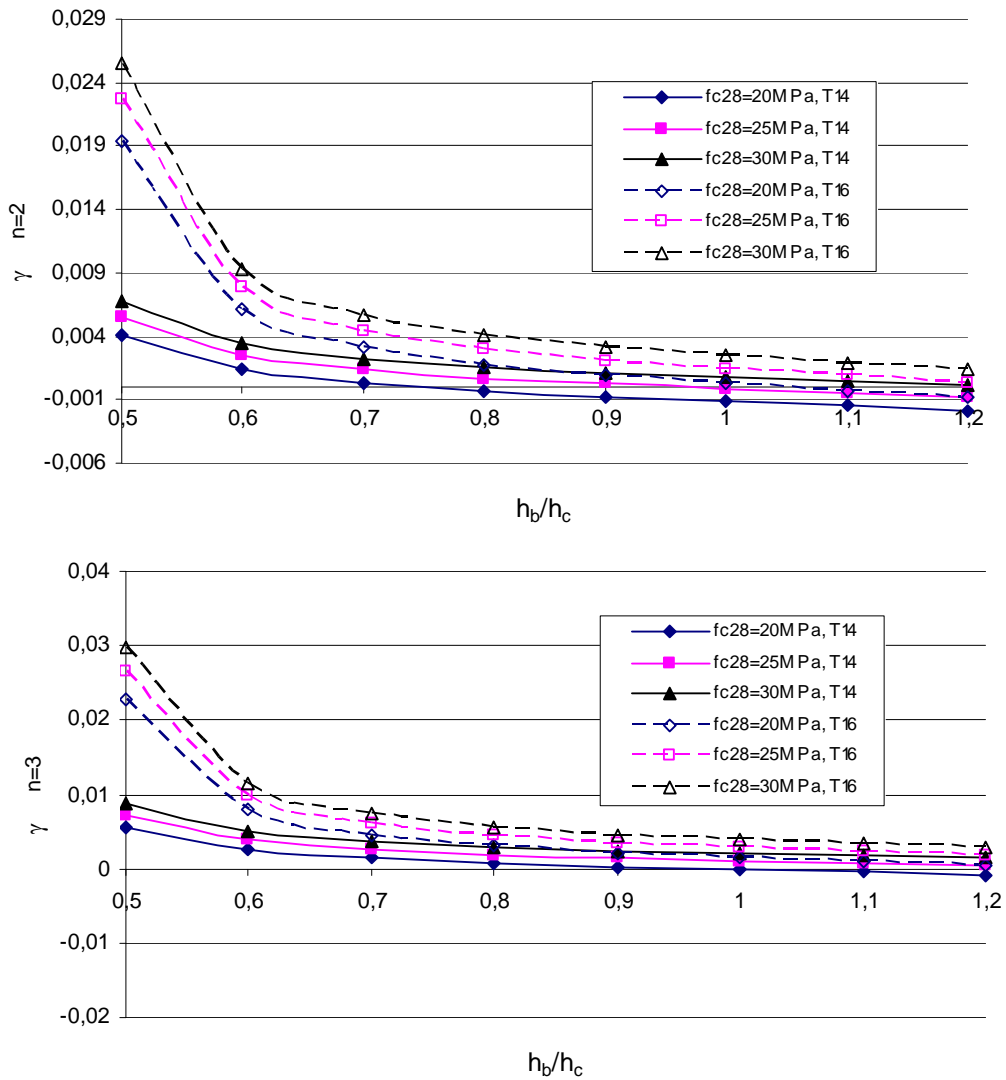 0,029
0,024
0,019
0,014
0,009
0,004
-0,001
-0,006
γ n=2
fc28=20MPa, T14
fc28=25MPa, T14
fc28=30MPa, T14
fc28=20MPa, T16
fc28=25MPa, T16
fc28=30MPa, T16
0,5 0,6 0,7 0,8 0,9 1 1,1 1,2
hb/hc
0,04
0,03
0,02
0,01
0
-0,01
-0,02
γ n=3
fc28=20MPa, T14
fc28=25MPa, T14
fc28=30MPa, T14
fc28=20MPa, T16
fc28=25MPa, T16
fc28=30MPa, T16
0,5 0,6 0,7 0,8 0,9 1 1,1 1,2
hb/hc